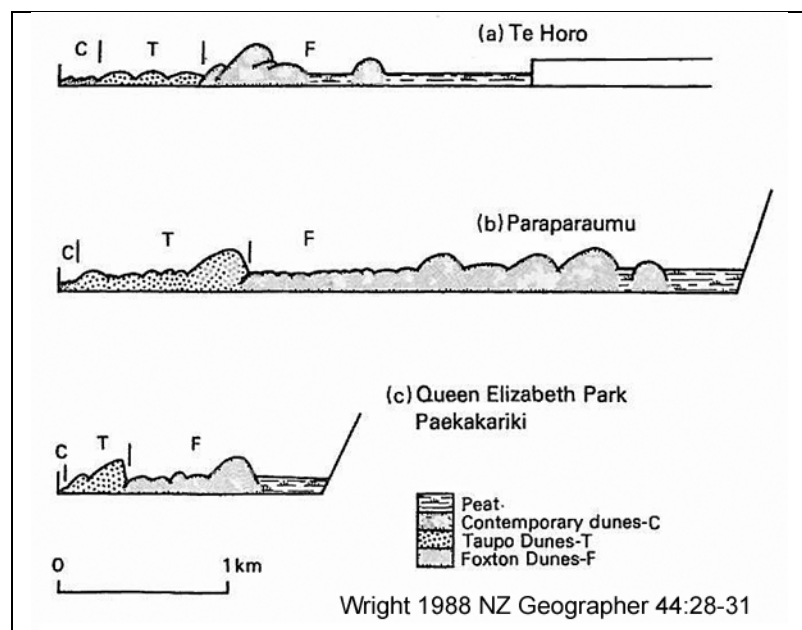 C T F (a) Te Horo
C T F (b) Paraparaumu
(c) Queen Elizabeth Park
Paekakariki
C T F
Peat
Contemporary dunes-C
Taupo Dunes-T
Foxton Dunes-F
0 1km
Wright 1988 NZ Geographer 44:28-31